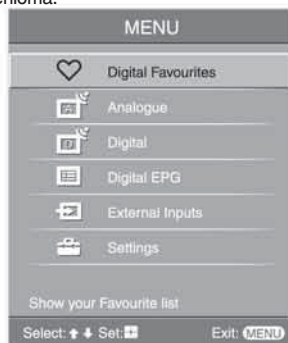 MENU
Digital Favourites
Analogue
Digital
Digital EPG
External Inputs
Settings
Show your Favourite list
Select: Set: Exit: MENU